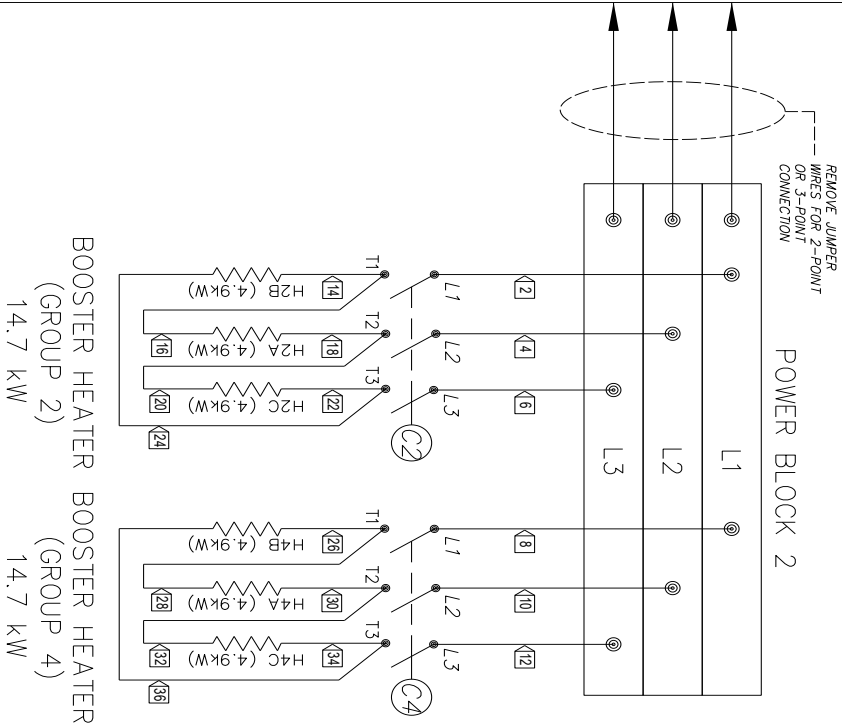 REMOVE JUMPER
WIRES FOR 2-POINT
OR 3-POINT
CONNECTION
POWER BLOCK 2
L1
L2
L3
2
4
6
8
10
12
L1
L2
L3
C2
L1
L2
L3
C4
T1
T2
T3
T1
T2
T3
14
H2B (4.9kW)
18
H2A (4.9kW)
16
22
H2C (4.9kW)
20
24
26
H4B (4.9kW)
30
H4A (4.9kW)
28
34
H4C (4.9kW)
32
36
BOOSTER HEATER
(GROUP 2)
14.7 kW
BOOSTER HEATER
(GROUP 4)
14.7 kW